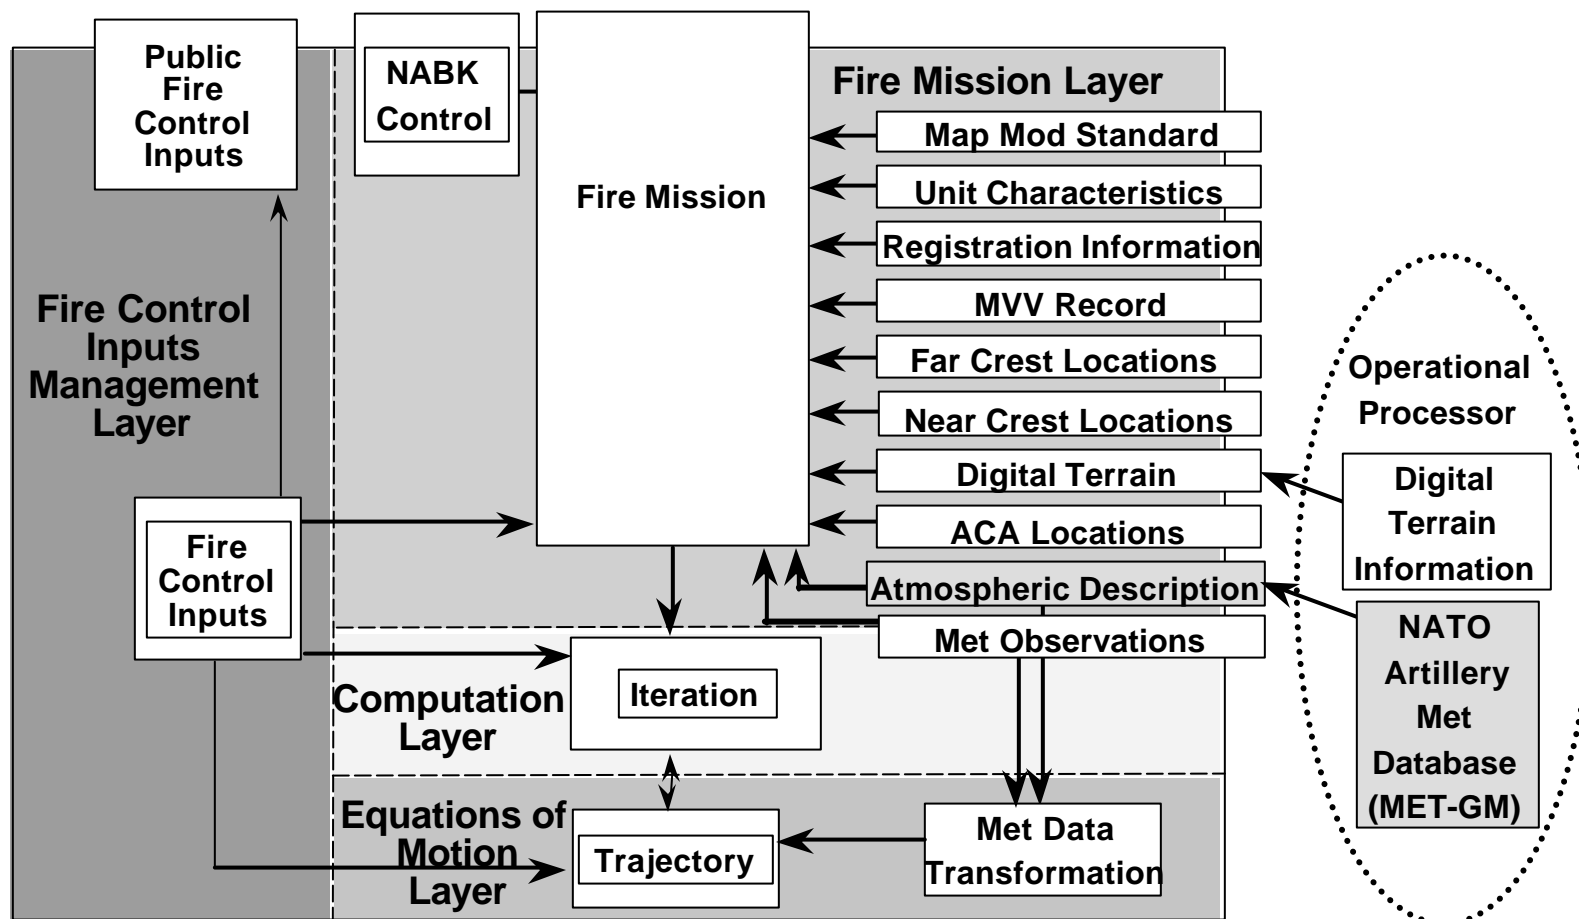 Public
Fire
Control
Inputs
NABK
Control
Fire Mission
Fire Mission Layer
Map Mod Standard
Unit Characteristics
Registration Information
MVV Record
Far Crest Locations
Near Crest Locations
Digital Terrain
ACA Locations
Atmospheric Description
Met Observations
Fire Control
Inputs
Management
Layer
Fire
Control
Inputs
Operational
Processor
Digital
Terrain
Information
NATO
Artillery
Met
Database
(MET-GM)
Computation
Layer
Iteration
Equations of
Motion
Layer
Trajectory
Met Data
Transformation